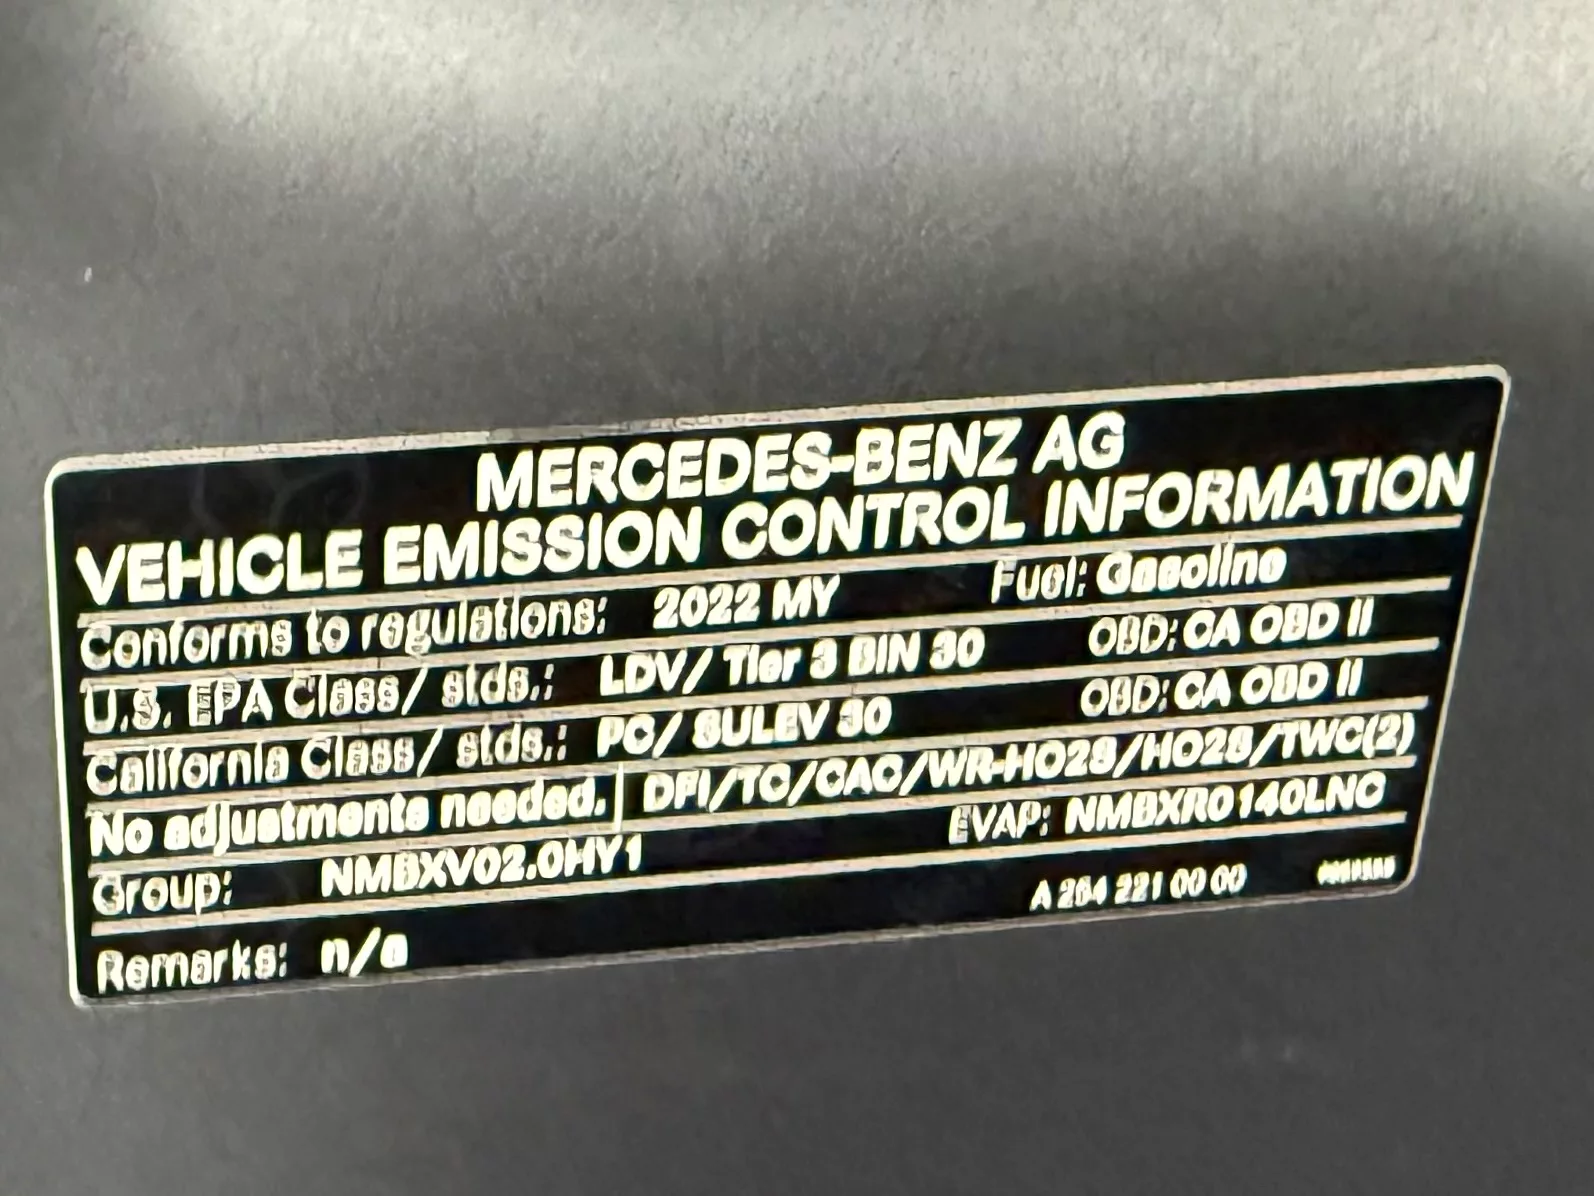 MERCEDES-BENZ AG
VEHICLE EMISSION CONTROL INFORMATION
Conforms to regulations: 2022 MY Fuel: Gasoline
U.S. EPA Class/ stds.: LDV/ Tier 3 BIN 30 OBD: CA OBD II
California Class/ stds.: PC/ SULEV 30 OBD: CA OBD II
No adjustments needed. DFI/TC/CAC/WR-HO2S/HO2S/TWC(2)
Group: NMBXV02.0HY1 EVAP: NMBXR0140LNC
Remarks: n/a A 264 221 00 00